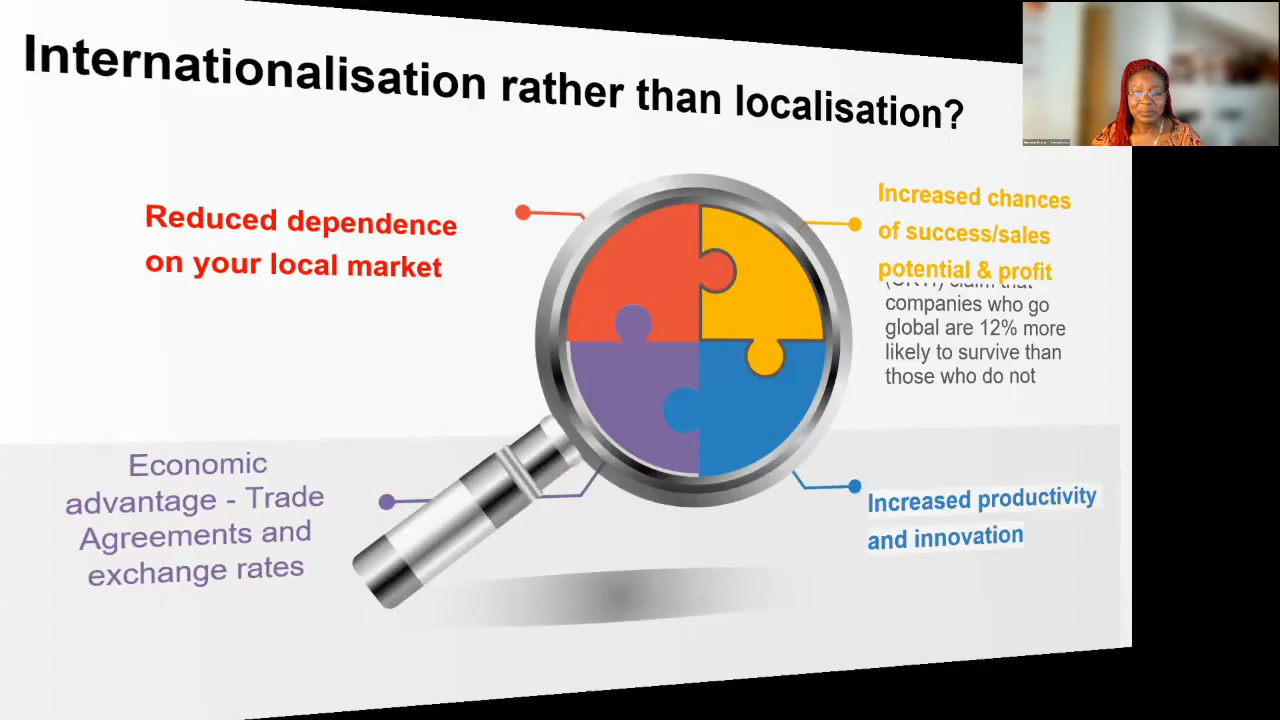 Internationalisation rather than localisation?
Reduced dependence
on your local market
Increased chances
of success/sales
potential & profit
claim that
companies who go
global are 12% more
likely to survive than
those who do not
Economic
advantage - Trade
Agreements and
exchange rates
Increased productivity
and innovation